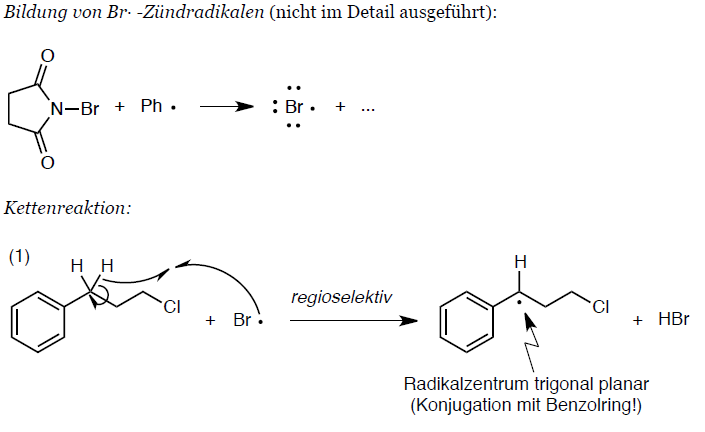 Bildung von Br· -Zündradikalen (nicht im Detail ausgeführt):
O
N—Br + Ph • : Br • + ...
O
Kettenreaktion:
(1)
H H H
regioselektiv
Cl + Br • Cl + HBr
Radikalzentrum trigonal planar
(Konjugation mit Benzolring!)